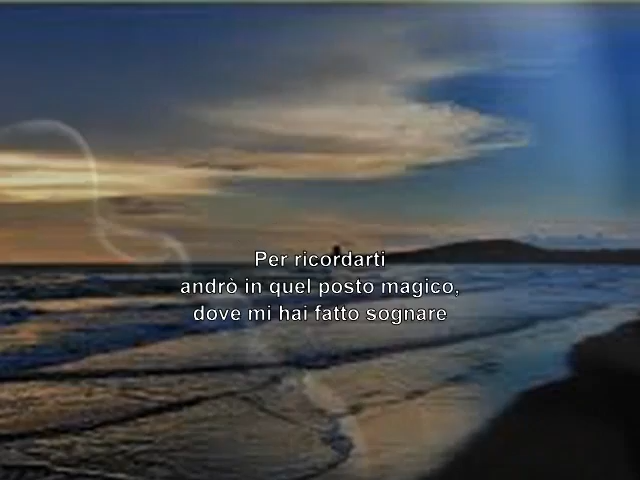 Per ricordarti
andrò in quel posto magico,
dove mi hai fatto sognare